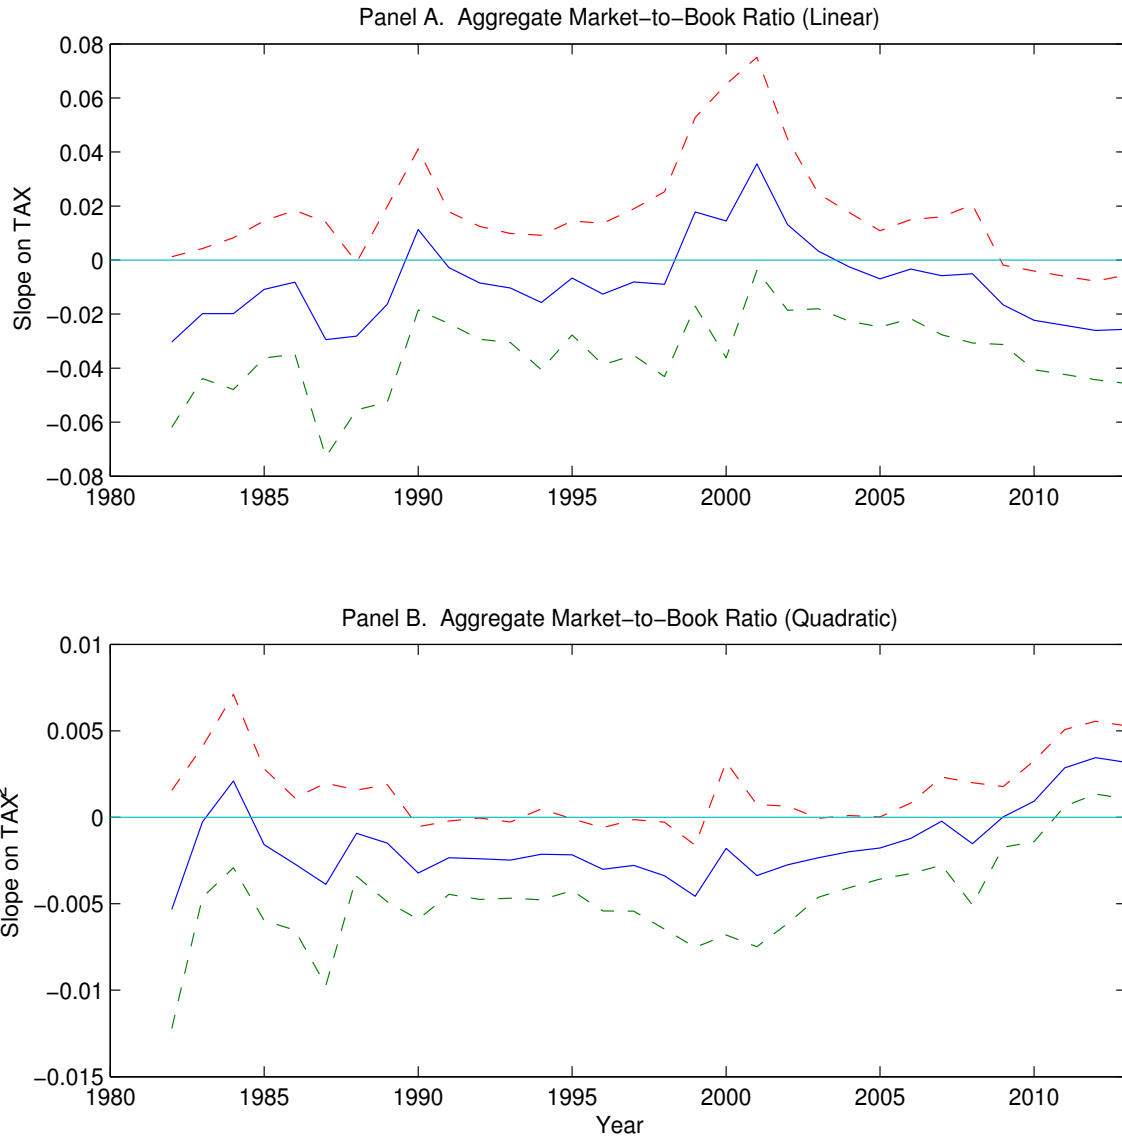 Panel A. Aggregate Market−to−Book Ratio (Linear)
0.08
0.06
0.04
0.02
0
−0.02
−0.04
−0.06
−0.08
Slope on TAX
1980 1985 1990 1995 2000 2005 2010
Panel B. Aggregate Market−to−Book Ratio (Quadratic)
0.01
0.005
0
−0.005
−0.01
−0.015
Slope on TAX²
1980 1985 1990 1995 2000 2005 2010
Year